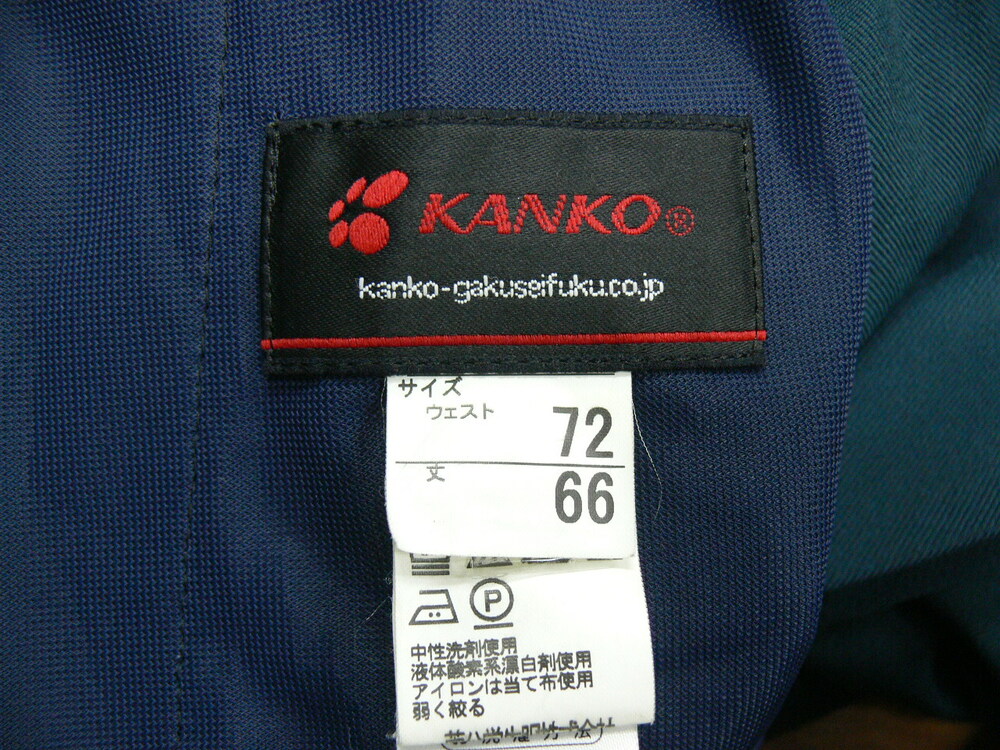 KANKO®
kanko-gakuseifuku.co.jp
サイズ
ウェスト 72
丈 66
P
中性洗剤使用
液体酸素系漂白剤使用
アイロンは当て布使用
弱く絞る